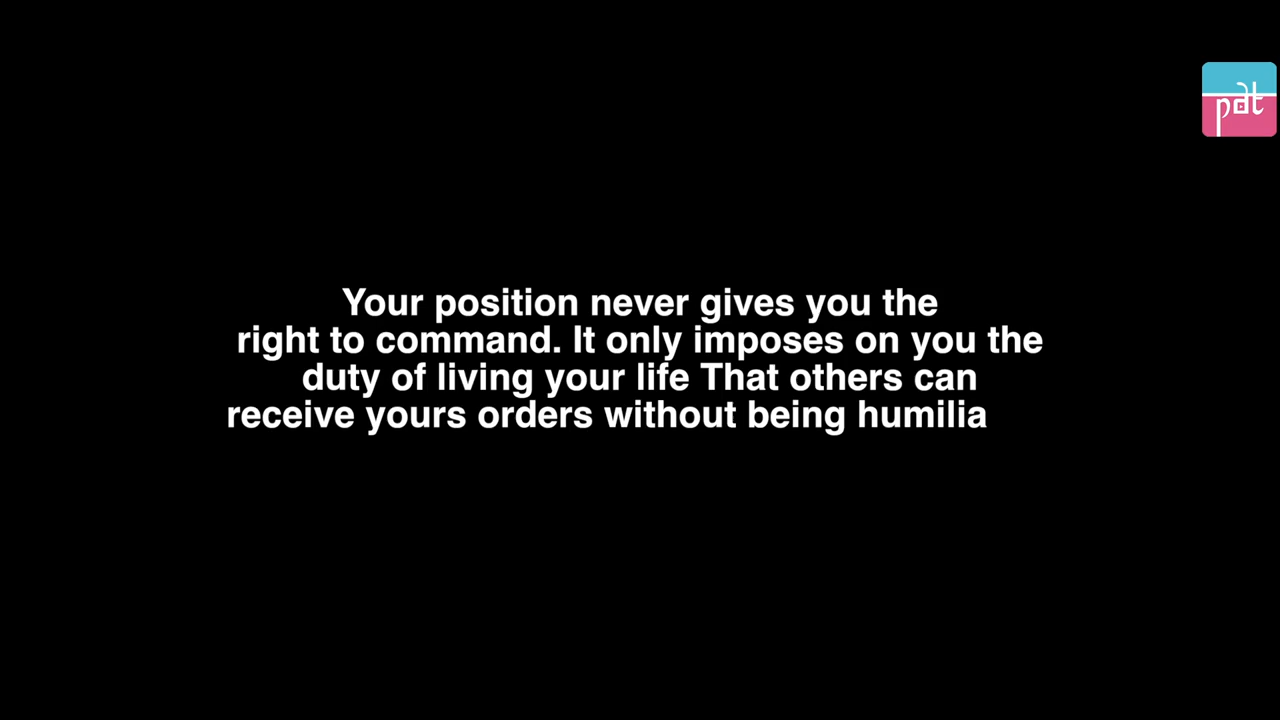 pat
Your position never gives you the
right to command. It only imposes on you the
duty of living your life That others can
receive yours orders without being humilia